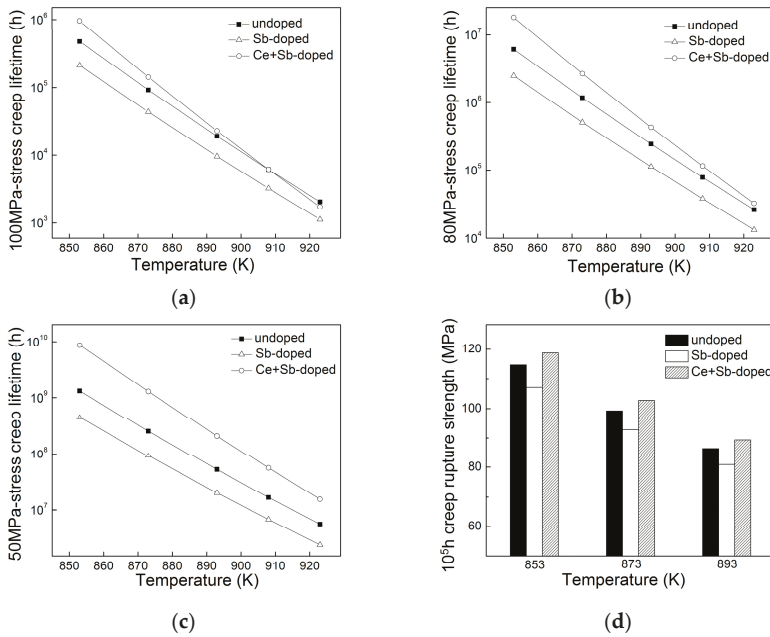 100MPa-stress creep lifetime (h)
10⁶
10⁵
10⁴
10³
undoped
Sb-doped
Ce+Sb-doped
850 860 870 880 890 900 910 920
Temperature (K)
(a)
80MPa-stress creep lifetime (h)
10⁷
10⁶
10⁵
10⁴
undoped
Sb-doped
Ce+Sb-doped
850 860 870 880 890 900 910 920
Temperature (K)
(b)
50MPa-stress creep lifetime (h)
10¹⁰
10⁹
10⁸
10⁷
undoped
Sb-doped
Ce+Sb-doped
850 860 870 880 890 900 910 920
Temperature (K)
(c)
10⁵h creep rupture strength (MPa)
120
100
80
60
undoped
Sb-doped
Ce+Sb-doped
853 873 893
Temperature (K)
(d)